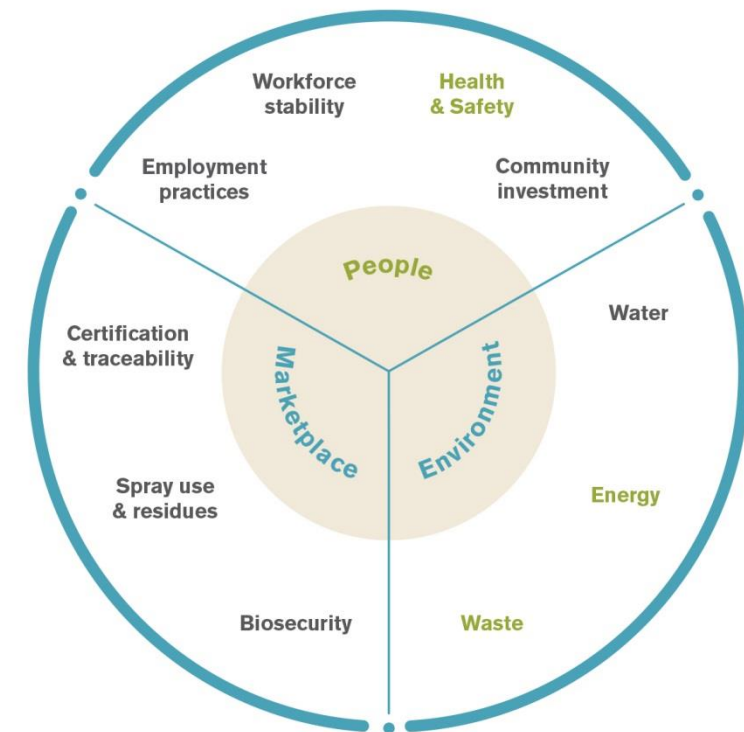 Workforce
stability
Health
& Safety
Employment
practices
Community
investment
People
Certification
& traceability
Marketplace
Environment
Water
Spray use
& residues
Energy
Biosecurity
Waste